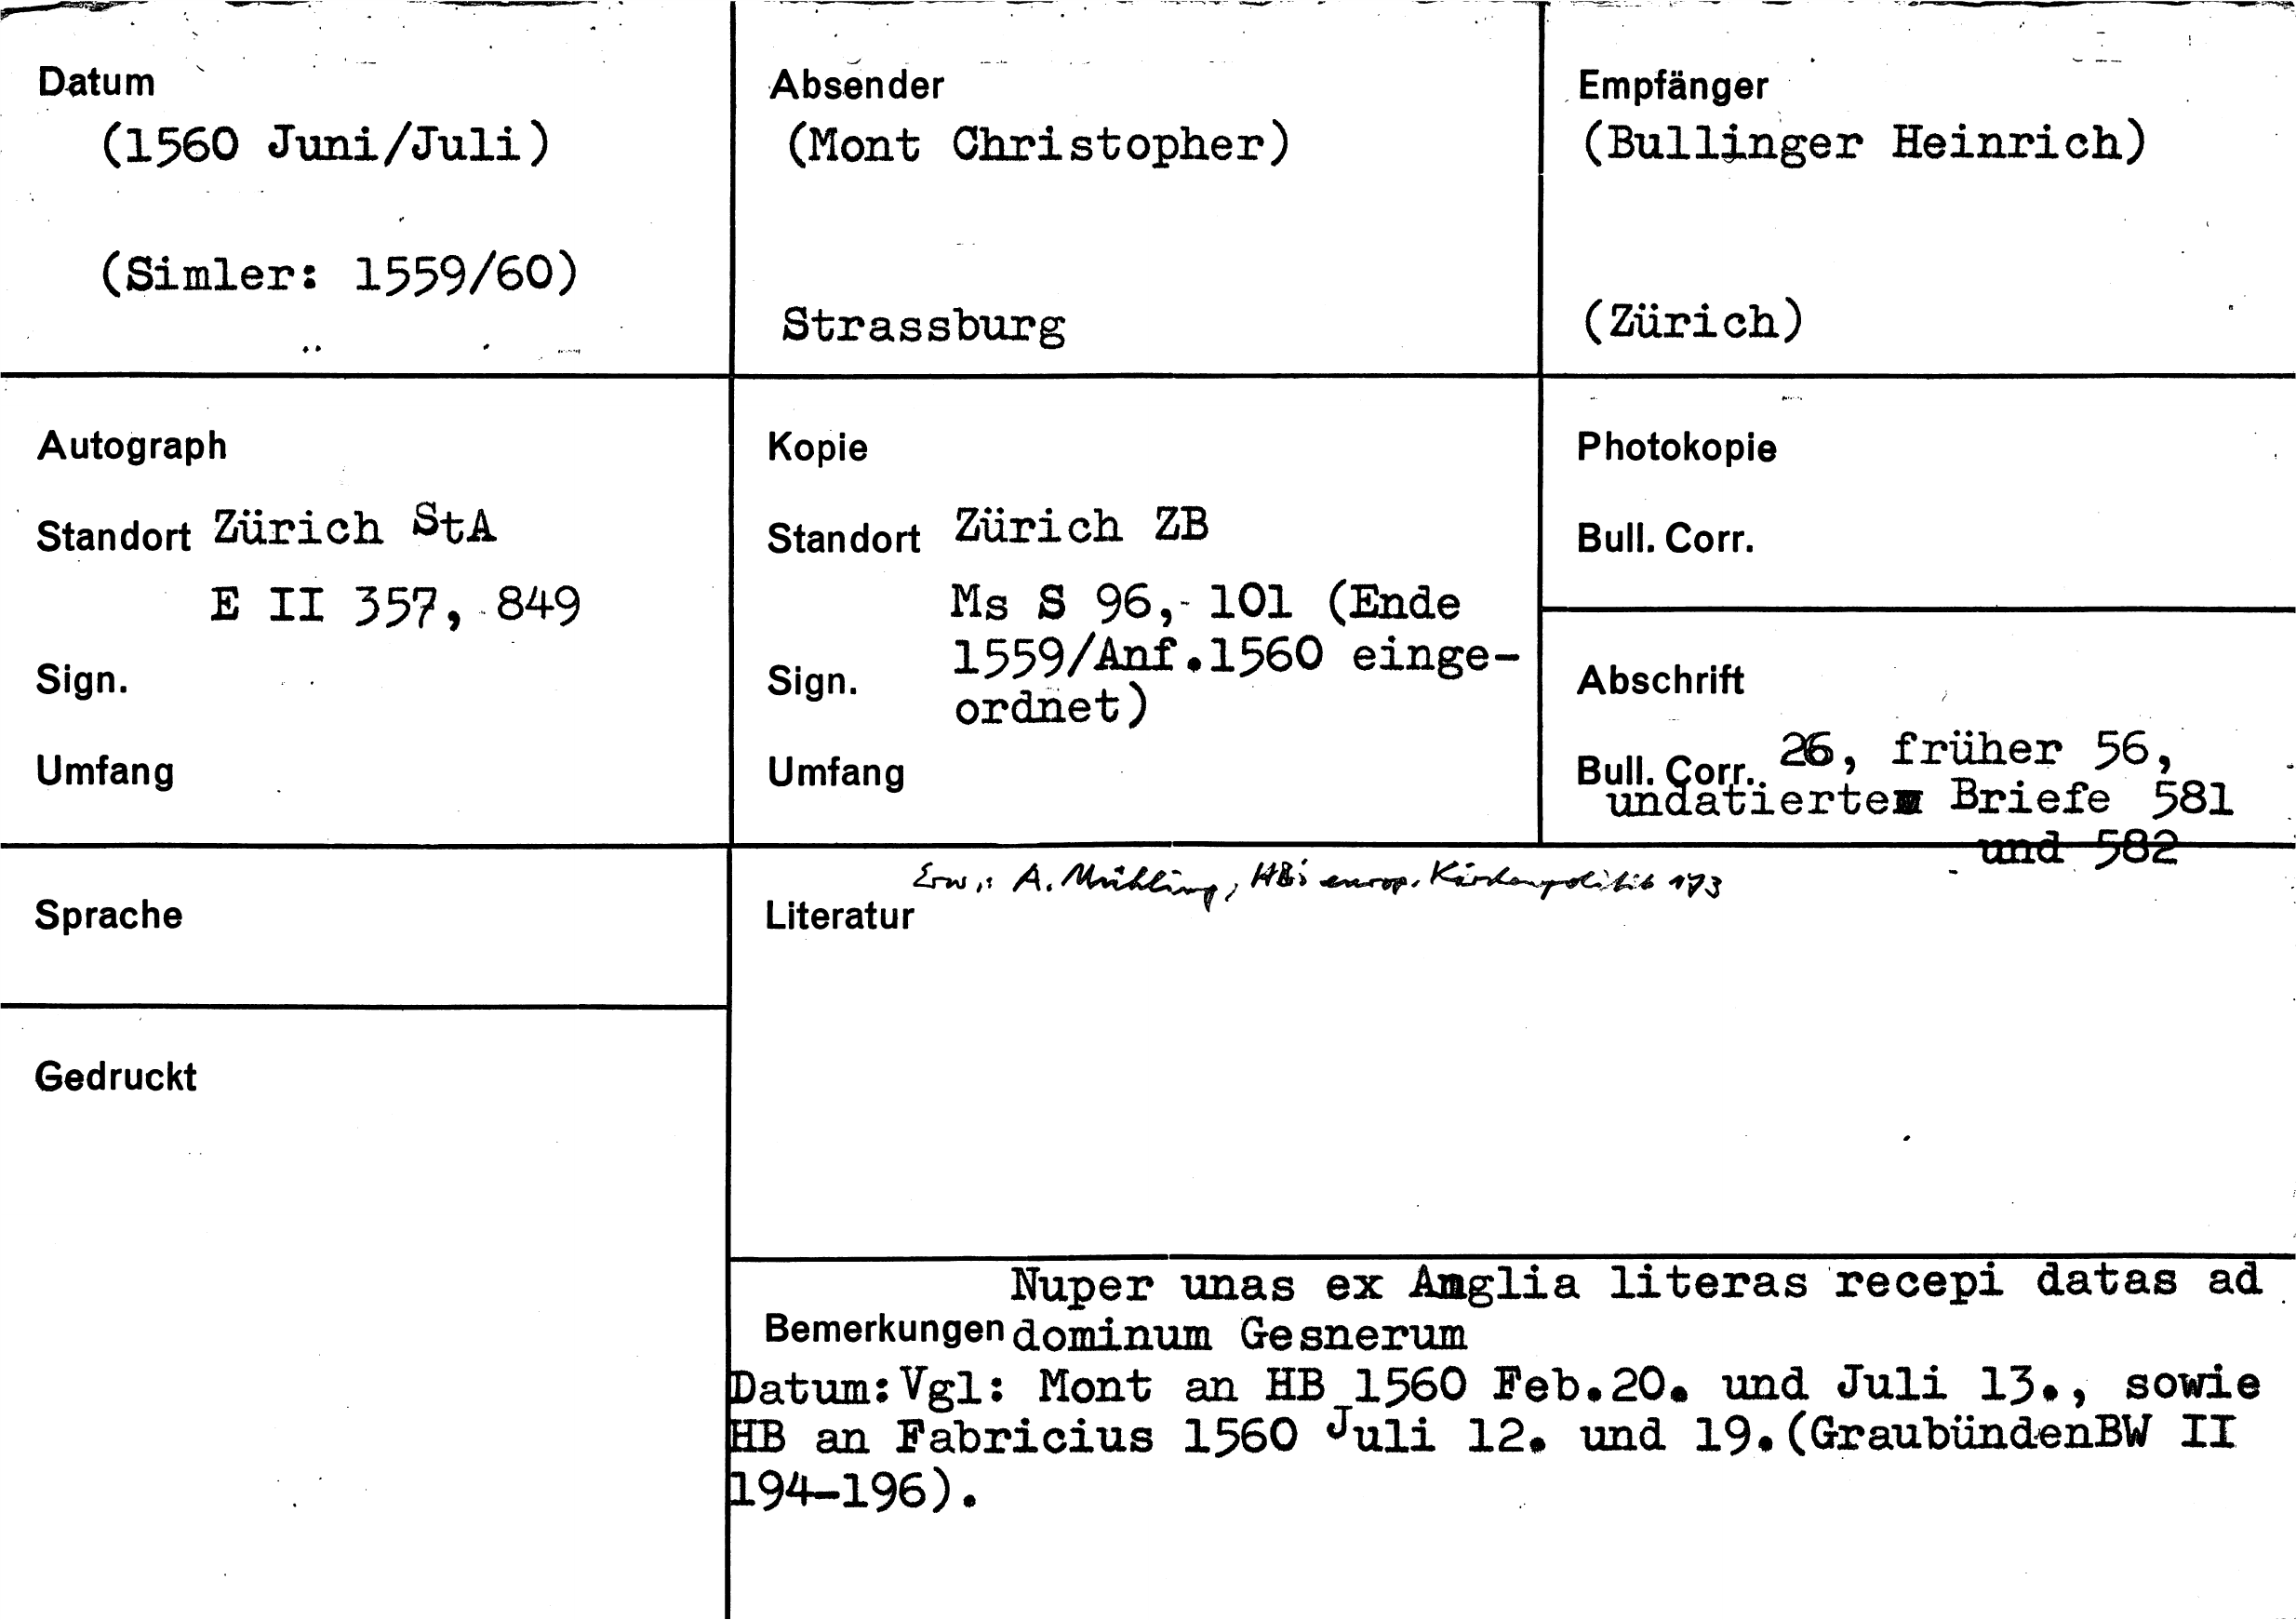 Datum
(1560 Juni/Juli)
(Simler: 1559/60)
Absender
(Mont Christopher)
Strassburg
Empfänger
(Bullinger Heinrich)
(Zürich)
Autograph
Standort Zürich StA
E II 357, 849
Sign.
Umfang
Kopie
Standort Zürich ZB
Ms S 96, 101 (Ende
1559/Anf.1560 einge-
Sign.
ordnet)
Umfang
Photokopie
Bull. Corr.
Abschrift
Bull. Corr. 26, früher 56,
undatierte Briefe 581
und 582
Sprache
Erw.: A. Mühling, HB's europ. Kirchenpolitik 173
Literatur
Gedruckt
Nuper unas ex Anglia literas recepi datas ad
Bemerkungen dominum Gesnerum
Datum: Vgl: Mont an HB 1560 Feb.20. und Juli 13., sowie
HB an Fabricius 1560 Juli 12. und 19.(GraubündenBW II
194-196).